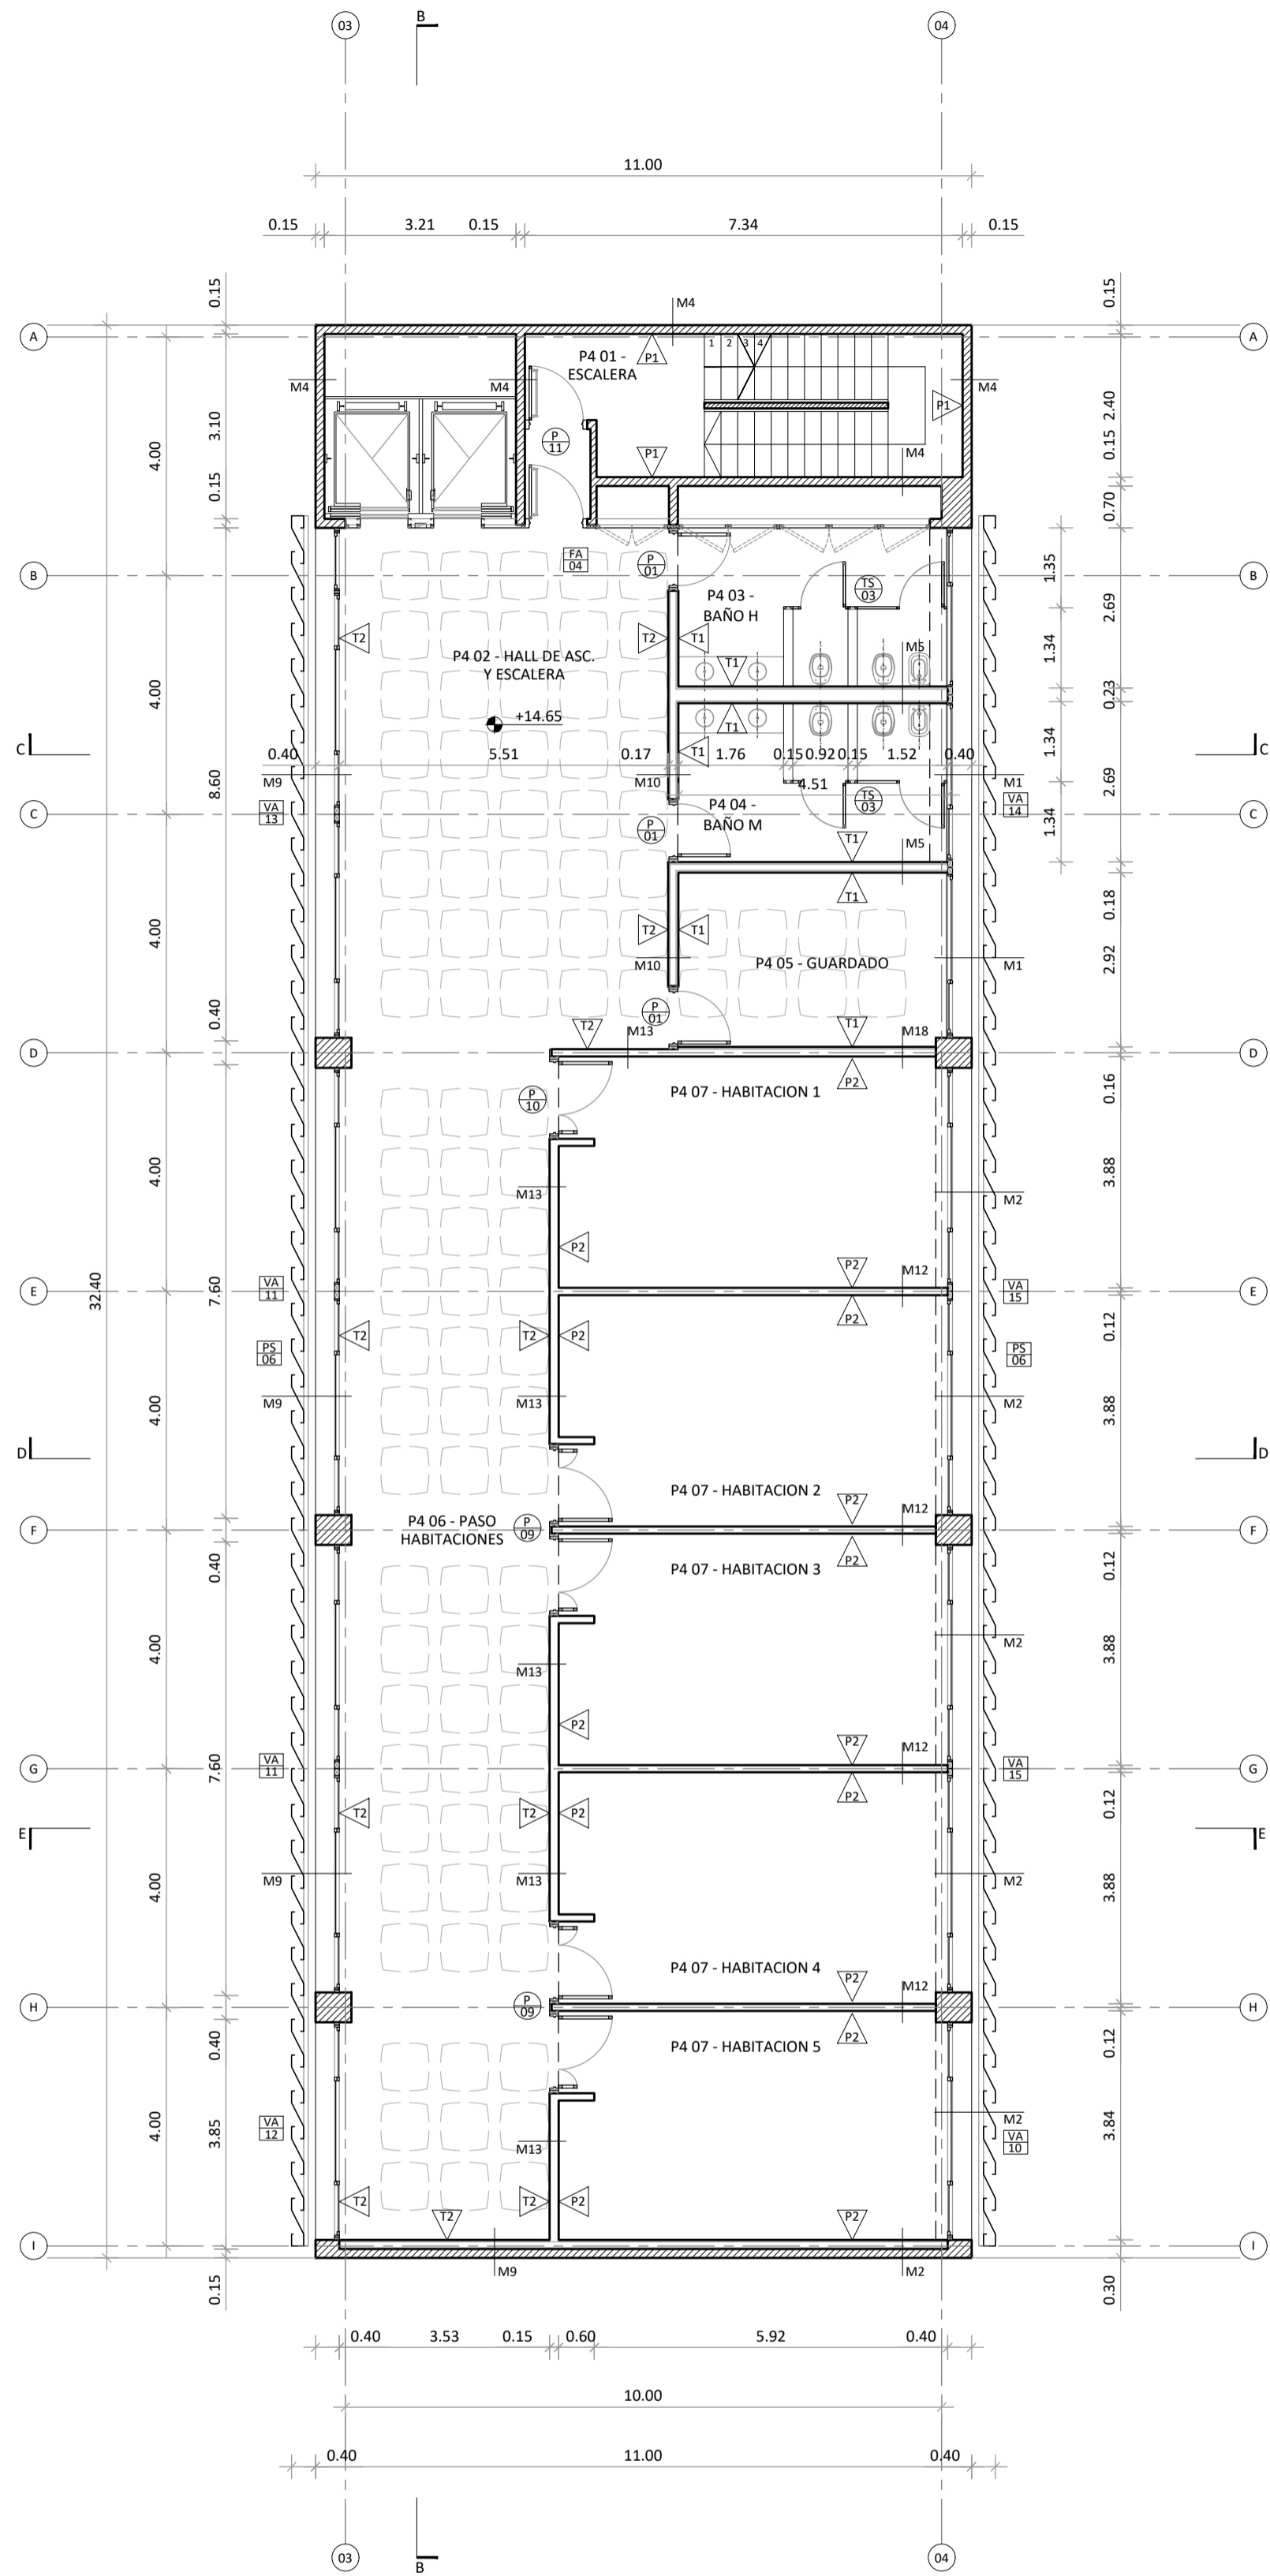 03
B
04
11.00
0.15
3.21
0.15
7.34
0.15
0.15
0.15
M4
A
A
P4 01 -
ESCALERA
P1
1
2
3
4
M4
M4
M4
P1
3.10
2.40
4.00
P
11
P1
M4
0.15
0.15
0.70
FA
04
P
01
TS
03
1.35
B
B
P4 03 -
BAÑO H
2.69
T2
T2
T1
M5
1.34
P4 02 - HALL DE ASC.
Y ESCALERA
T1
4.00
0.23
+14.65
T1
C
T1
1.34
C
0.40
5.51
0.17
1.76
0.15
0.92
0.15
1.52
0.40
M9
M10
4.51
M1
8.60
2.69
VA
13
P4 04 -
BAÑO M
TS
03
VA
14
C
C
P
01
1.34
T1
M5
T1
0.18
4.00
T2
T1
M10
P4 05 - GUARDADO
M1
2.92
0.40
P
01
T2
M13
T1
M18
D
D
P2
P
10
P4 07 - HABITACION 1
0.16
4.00
M13
M2
3.88
P2
P2
M12
VA
11
VA
15
E
E
32.40
7.60
P2
0.12
T2
T2
P2
PS
06
PS
06
M9
M13
M2
4.00
3.88
D
D
P4 07 - HABITACION 2
P2
M12
P4 06 - PASO
HABITACIONES
P
09
F
F
P2
0.40
P4 07 - HABITACION 3
0.12
4.00
M13
M2
3.88
P2
P2
M12
VA
11
VA
15
G
G
7.60
P2
0.12
T2
T2
P2
E
E
M9
M13
M2
4.00
3.88
P4 07 - HABITACION 4
P2
M12
P
09
H
H
P2
0.40
P4 07 - HABITACION 5
0.12
VA
12
M2
4.00
3.85
M13
VA
10
3.84
T2
T2
P2
T2
P2
I
I
M9
M2
0.15
0.30
0.40
3.53
0.15
0.60
5.92
0.40
10.00
0.40
11.00
0.40
03
B
04